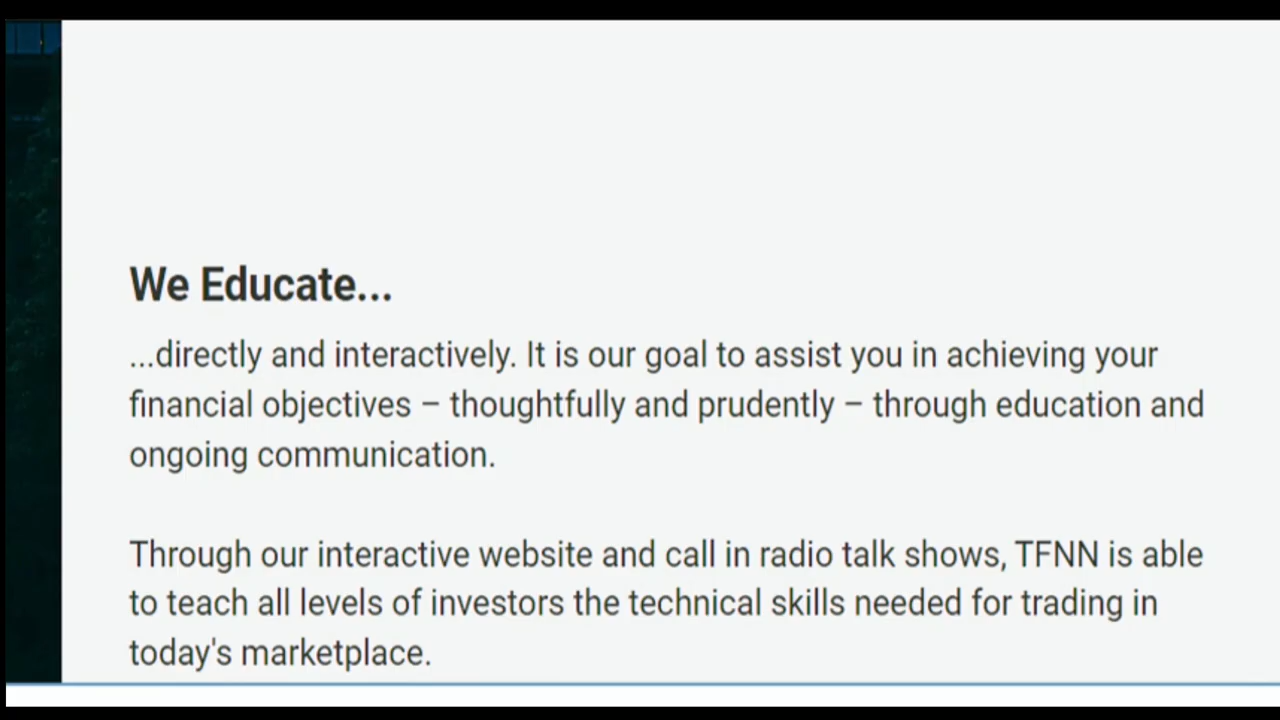 We Educate...
...directly and interactively. It is our goal to assist you in achieving your
financial objectives – thoughtfully and prudently – through education and
ongoing communication.
Through our interactive website and call in radio talk shows, TFNN is able
to teach all levels of investors the technical skills needed for trading in
today's marketplace.